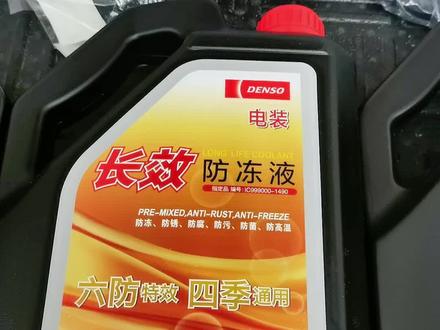 DENSO
电装
LONG LIFE COOLANT
长效防冻液
指定品 编号:IC999000-1490
PRE-MIXED,ANTI-RUST,ANTI-FREEZE
防冻、防锈、防腐、防污、防菌、防高温
六防特效 四季通用